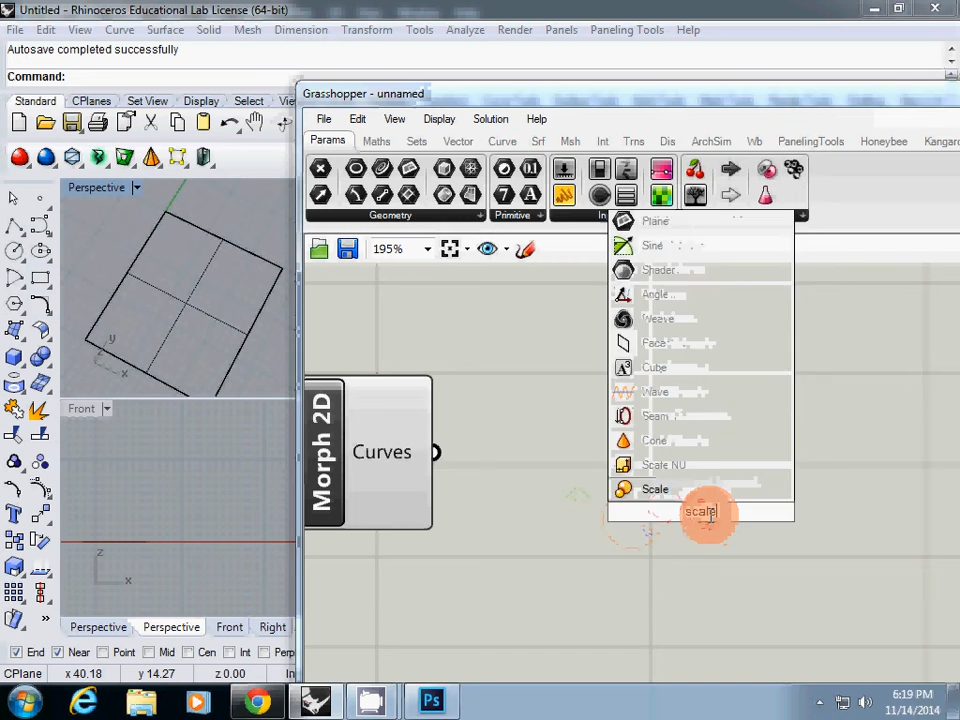 Untitled - Rhinoceros Educational Lab License (64-bit)
File Edit View Curve Surface Solid Mesh Dimension Transform Tools Analyze Render Panels Paneling Tools Help
Autosave completed successfully
Command:
Standard CPlanes Set View Display Select
Grasshopper - unnamed
File Edit View Display Solution Help
Params Maths Sets Vector Curve Srf Msh Int Trns Dis ArchSim Wb PanelingTools Honeybee Kangar
Geometry Primitive In
195%
Perspective
Plane
Sine
Shader
Angle
Weave
Face
Cube
Wave
Seam
Cone
Scale NU
Scale
scale
y
z
x
Front
z
x
Morph 2D
Curves
Perspective Perspective Front Right
End Near Point Mid Cen Int Perp
CPlane x 40.18 y 14.27 z 0.00
Ps
6:19 PM
11/14/2014